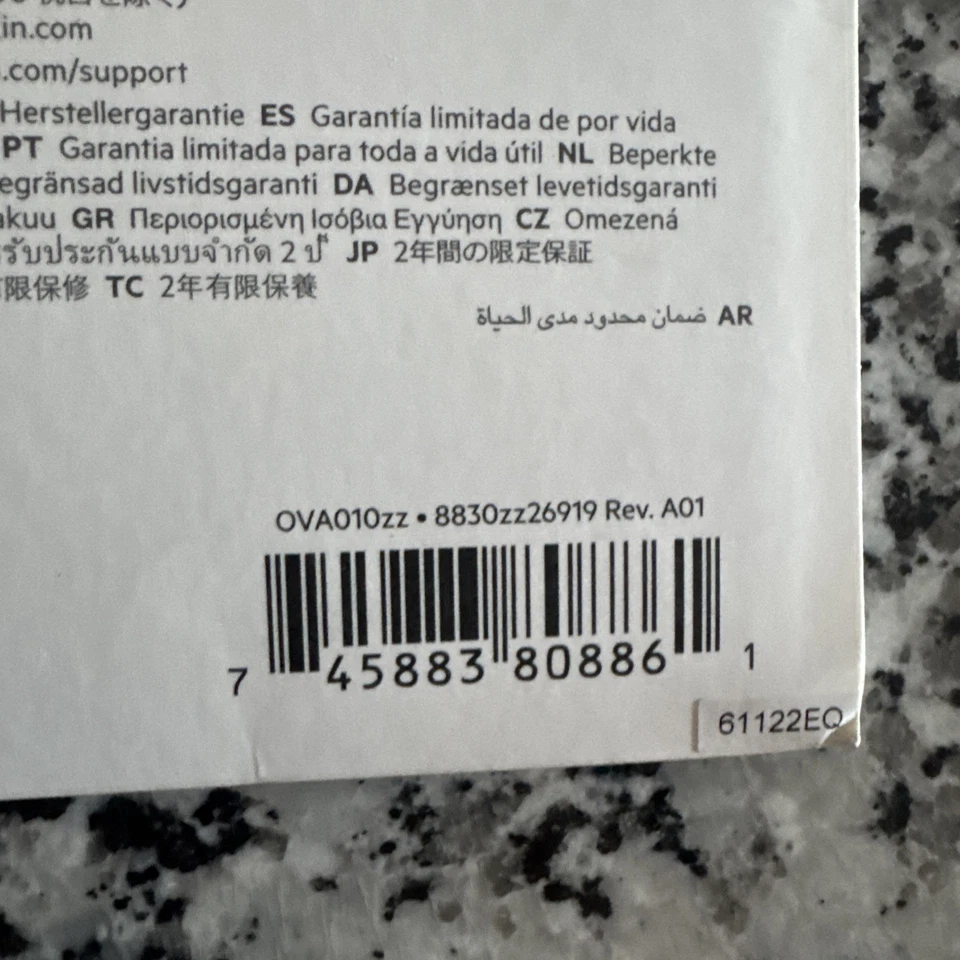 in.com
.com/support
Herstellergarantie ES Garantía limitada de por vida
PT Garantia limitada para toda a vida útil NL Beperkte
egränsad livstidsgaranti DA Begrænset levetidsgaranti
akuu GR Περιορισμένη Ισόβια Εγγύηση CZ Omezená
รับประกันแบบจำกัด 2 ปี JP 2年間の限定保証
有限保修 TC 2年有限保養
AR ضمان محدود مدى الحياة
OVA010zz • 8830zz26919 Rev. A01
7 45883 80886 1
61122EQ